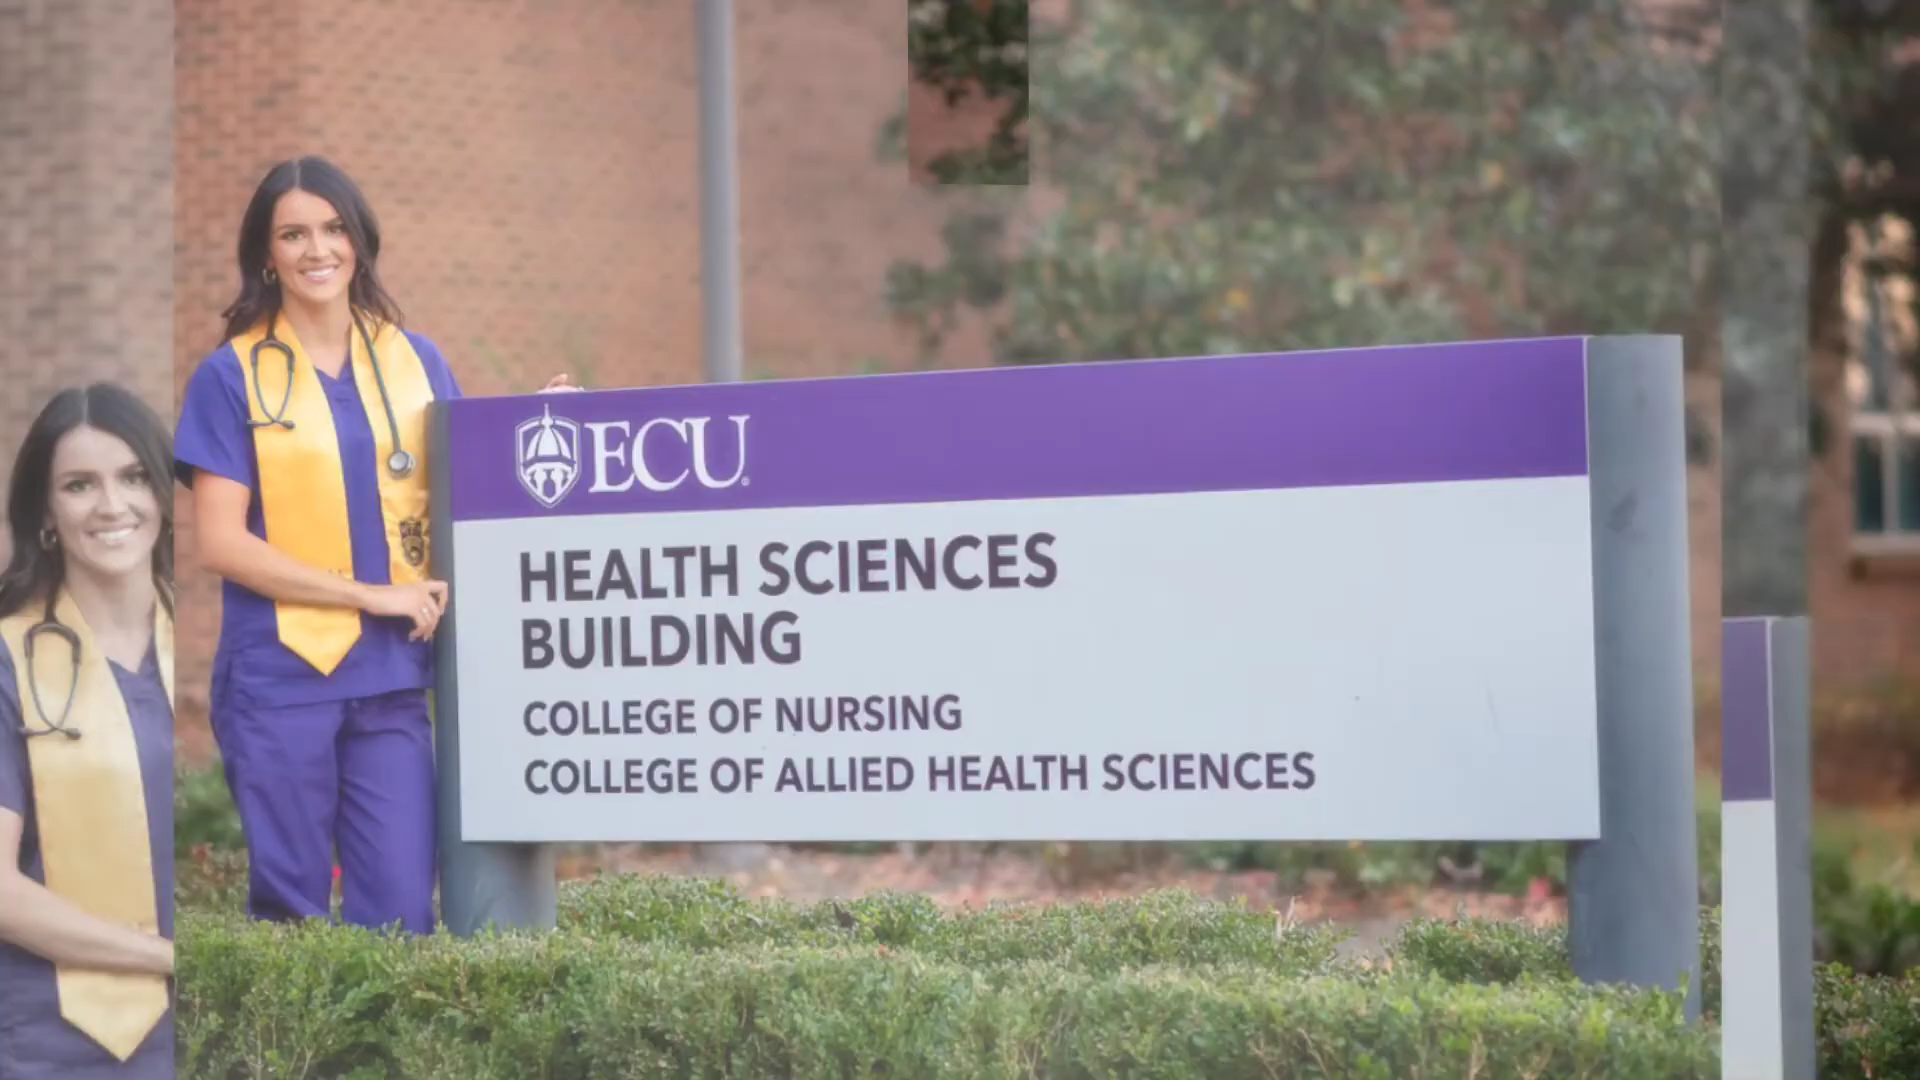 ECU
HEALTH SCIENCES
BUILDING
COLLEGE OF NURSING
COLLEGE OF ALLIED HEALTH SCIENCES